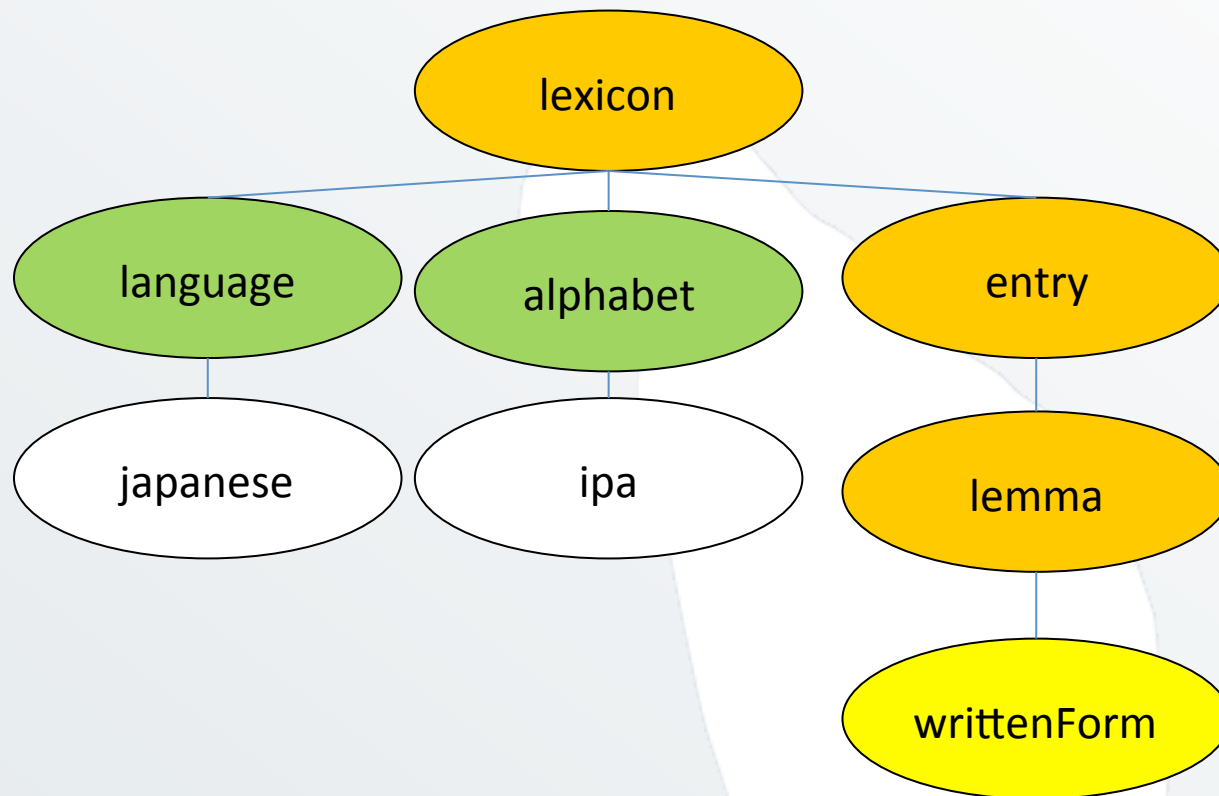 lexicon
language
alphabet
entry
japanese
ipa
lemma
writtenForm